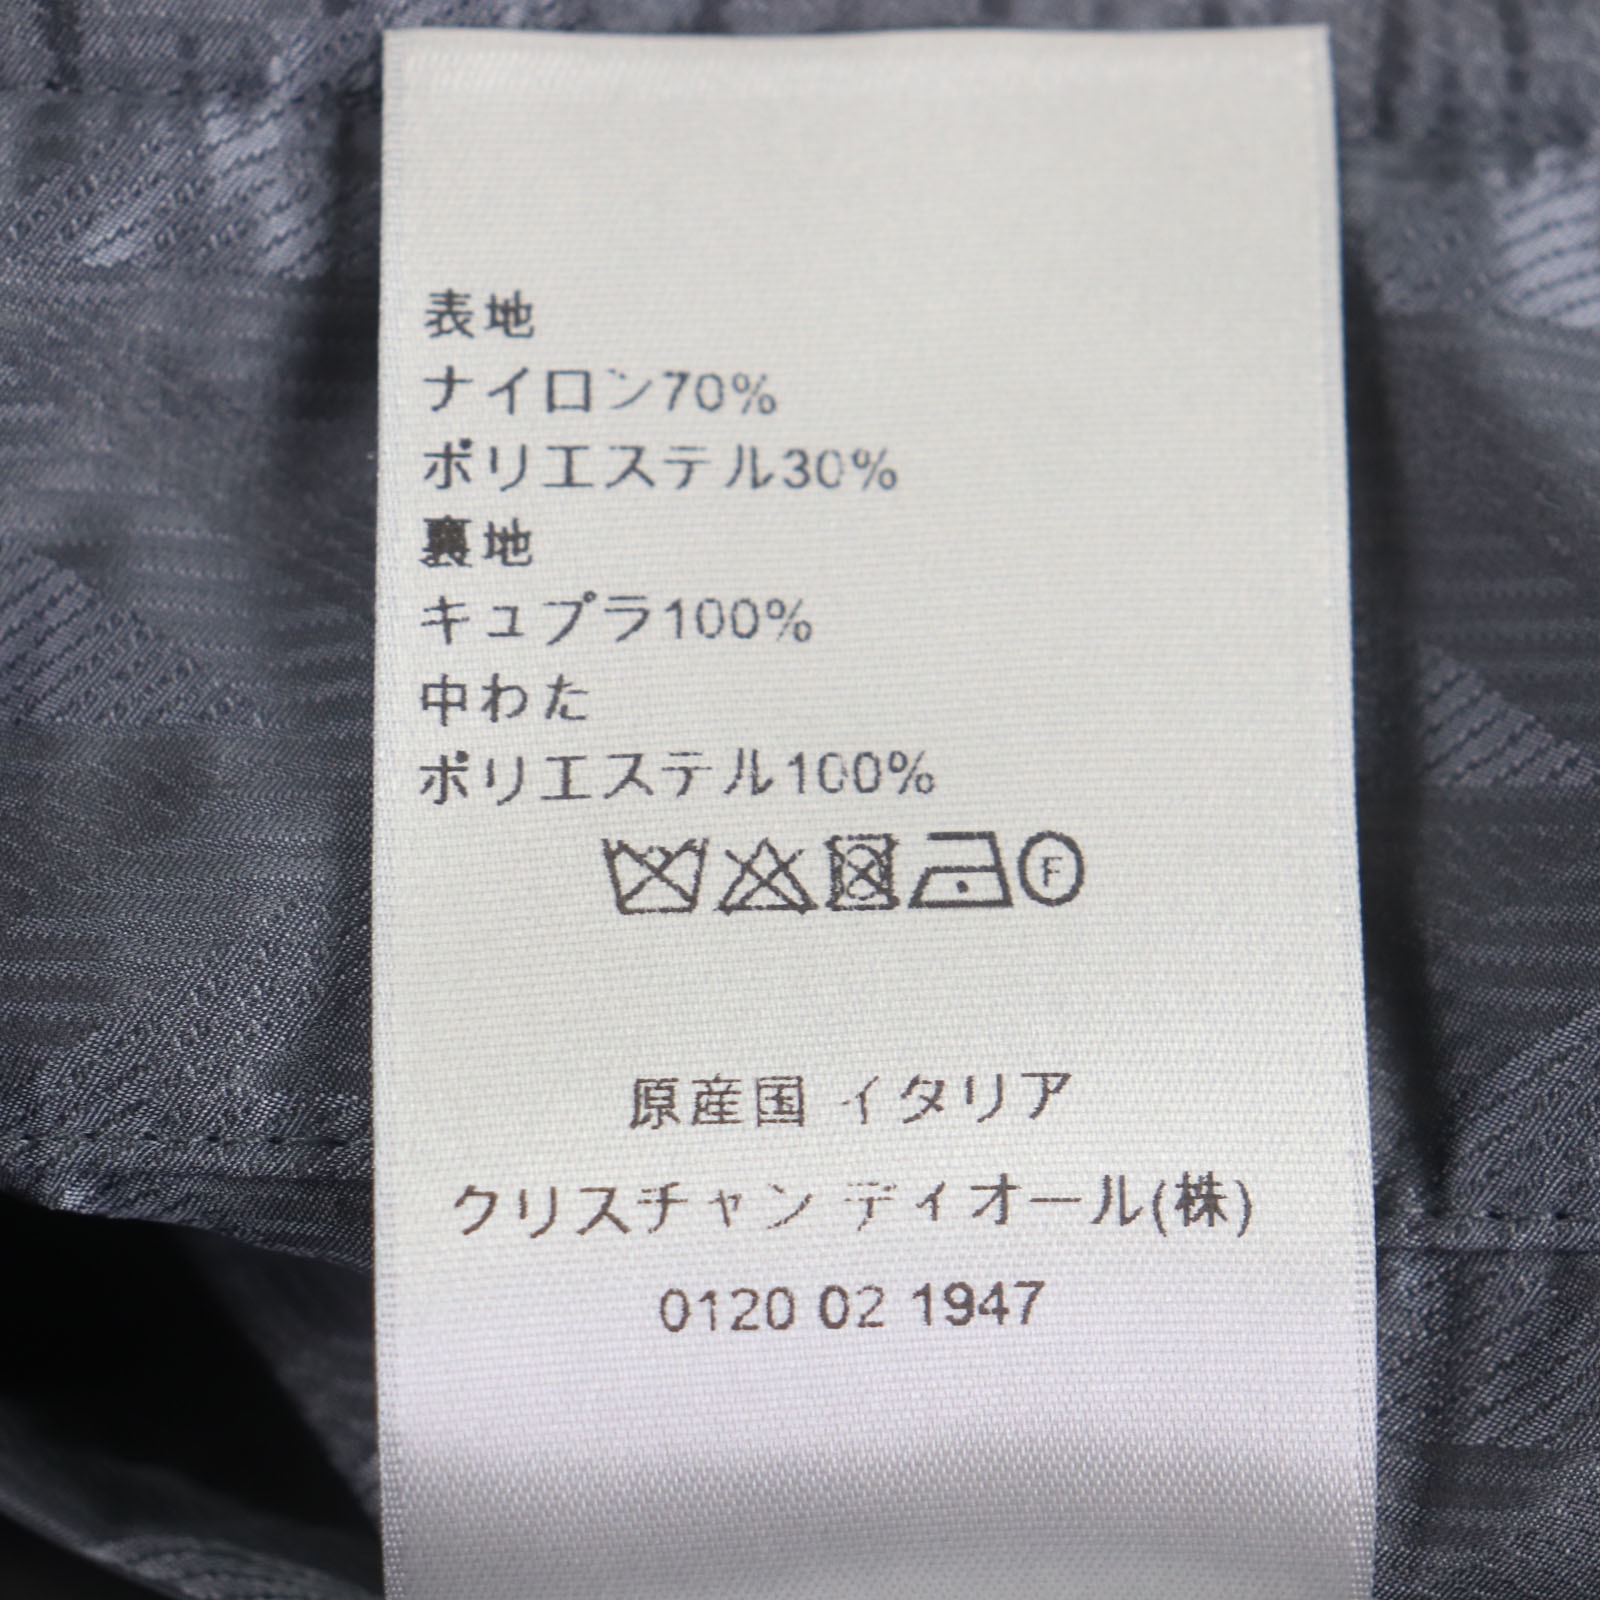 表地
ナイロン70%
ポリエステル30%
裏地
キュプラ100%
中わた
ポリエステル100%
F
原産国 イタリア
クリスチャン ディオール(株)
0120 02 1947